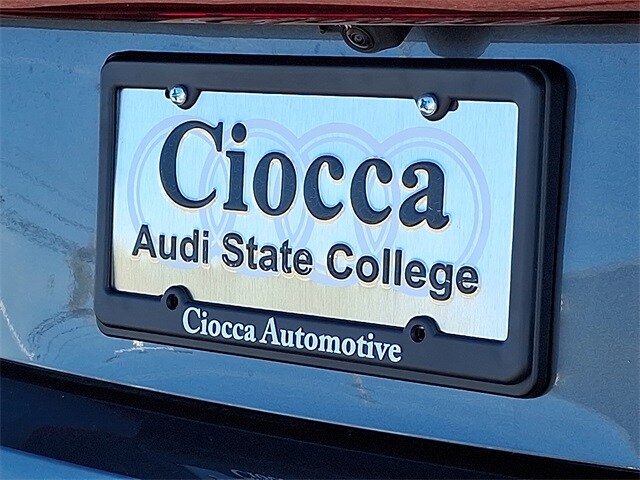 Ciocca
Audi State College
Ciocca Automotive